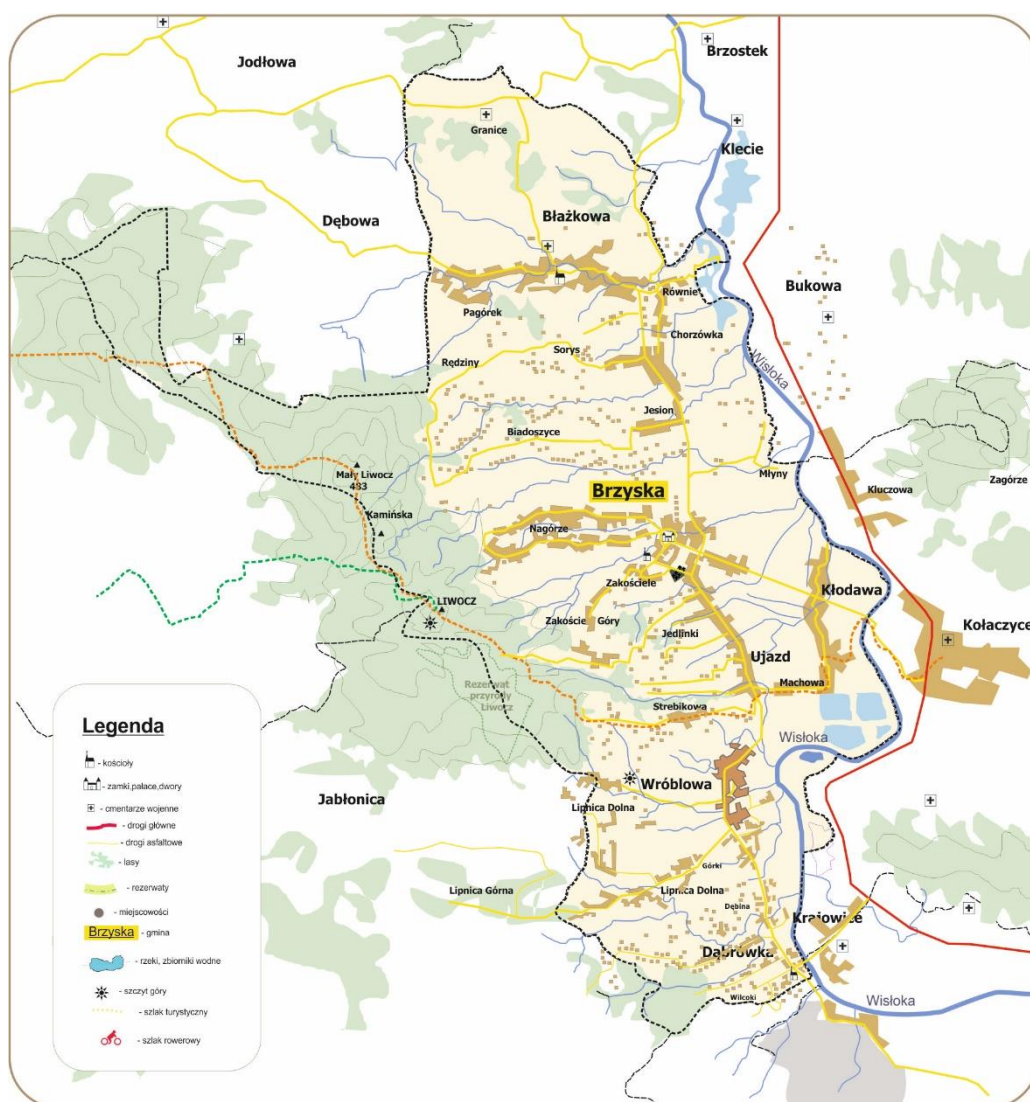 Brzostek
Jodłowa
Klecie
Granice
Dębowa
Błażkowa
Bukowa
Równie
Pagórek
Chorzówka
Sorys
Rędziny
Wisłoka
Jesion
Biadoszyce
Mały Liwocz
433
Młyny
Kluczowa
Zagórze
Brzyska
Kamińska
Nagórze
Zakościele
Kłodawa
LIWOCZ
Zakoście Góry
Jedlinki
Kołaczyce
Ujazd
Machowa
Rezerwat
przyrody
Liwocz
Strebikowa
Wisłoka
Wróblowa
Jabłonica
Lipnica Dolna
Górki
Lipnica Górna
Lipnica Dolna
Dębina
Krajowice
Dąbrówka
Wilcoki
Wisłoka
Legenda
- kościoły
- zamki,pałace,dwory
- cmentarze wojenne
- drogi główne
- drogi asfaltowe
- lasy
- rezerwaty
- miejscowości
Brzyska - gmina
- rzeki, zbiorniki wodne
- szczyt góry
- szlak turystyczny
- szlak rowerowy